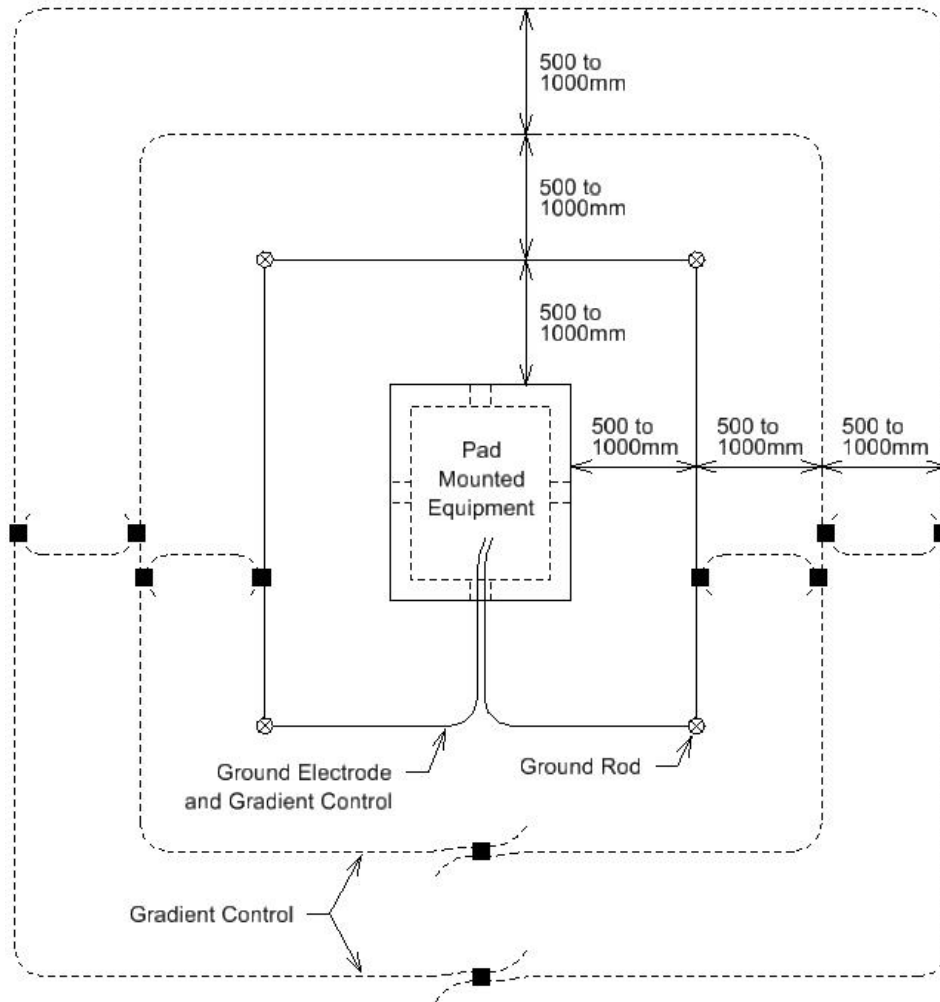 500 to
1000mm
500 to
1000mm
500 to
1000mm
500 to
1000mm
500 to
1000mm
500 to
1000mm
Pad
Mounted
Equipment
Ground Electrode
and Gradient Control
Ground Rod
Gradient Control